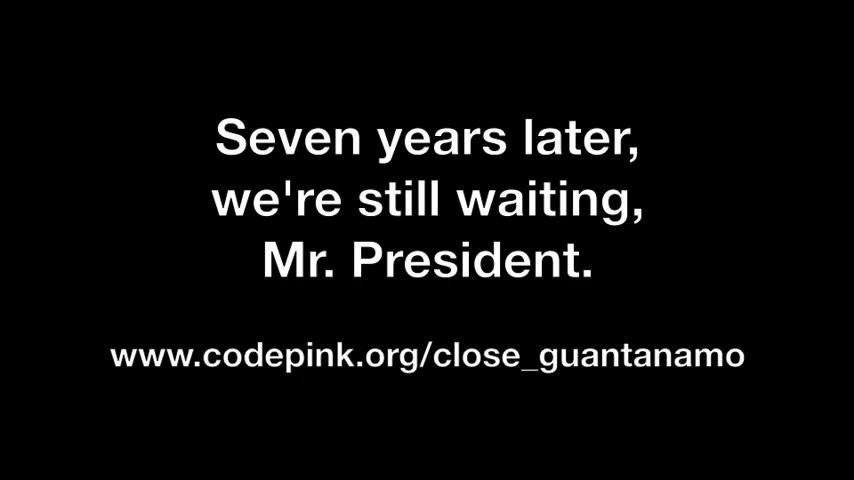 Seven years later,
we're still waiting,
Mr. President.
www.codepink.org/close_guantanamo